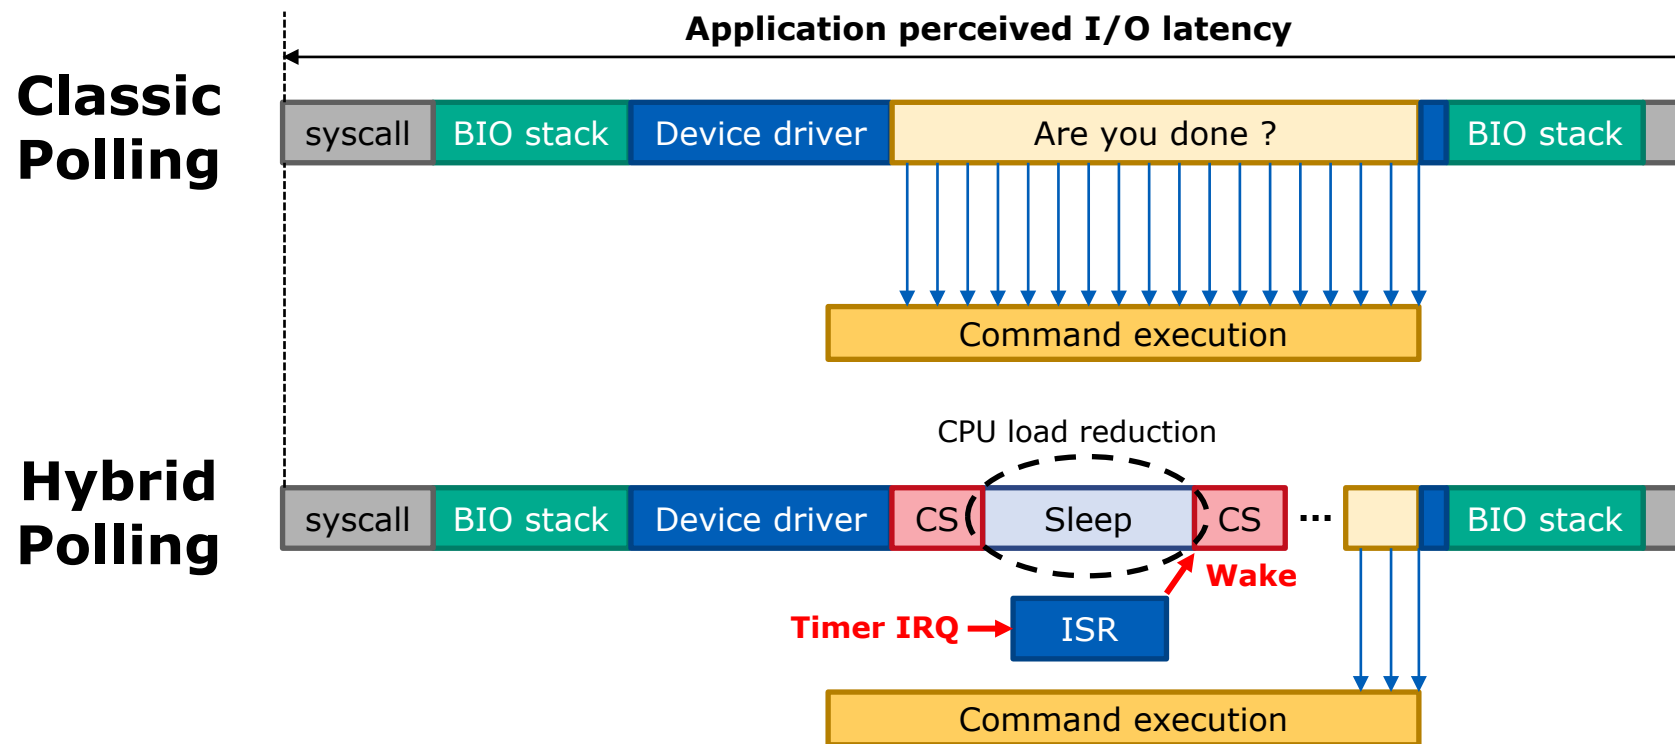 Application perceived I/O latency
Classic
Polling
syscall
BIO stack
Device driver
Are you done ?
BIO stack
Command execution
CPU load reduction
Hybrid
Polling
syscall
BIO stack
Device driver
CS
Sleep
CS
...
BIO stack
Wake
Timer IRQ
ISR
Command execution